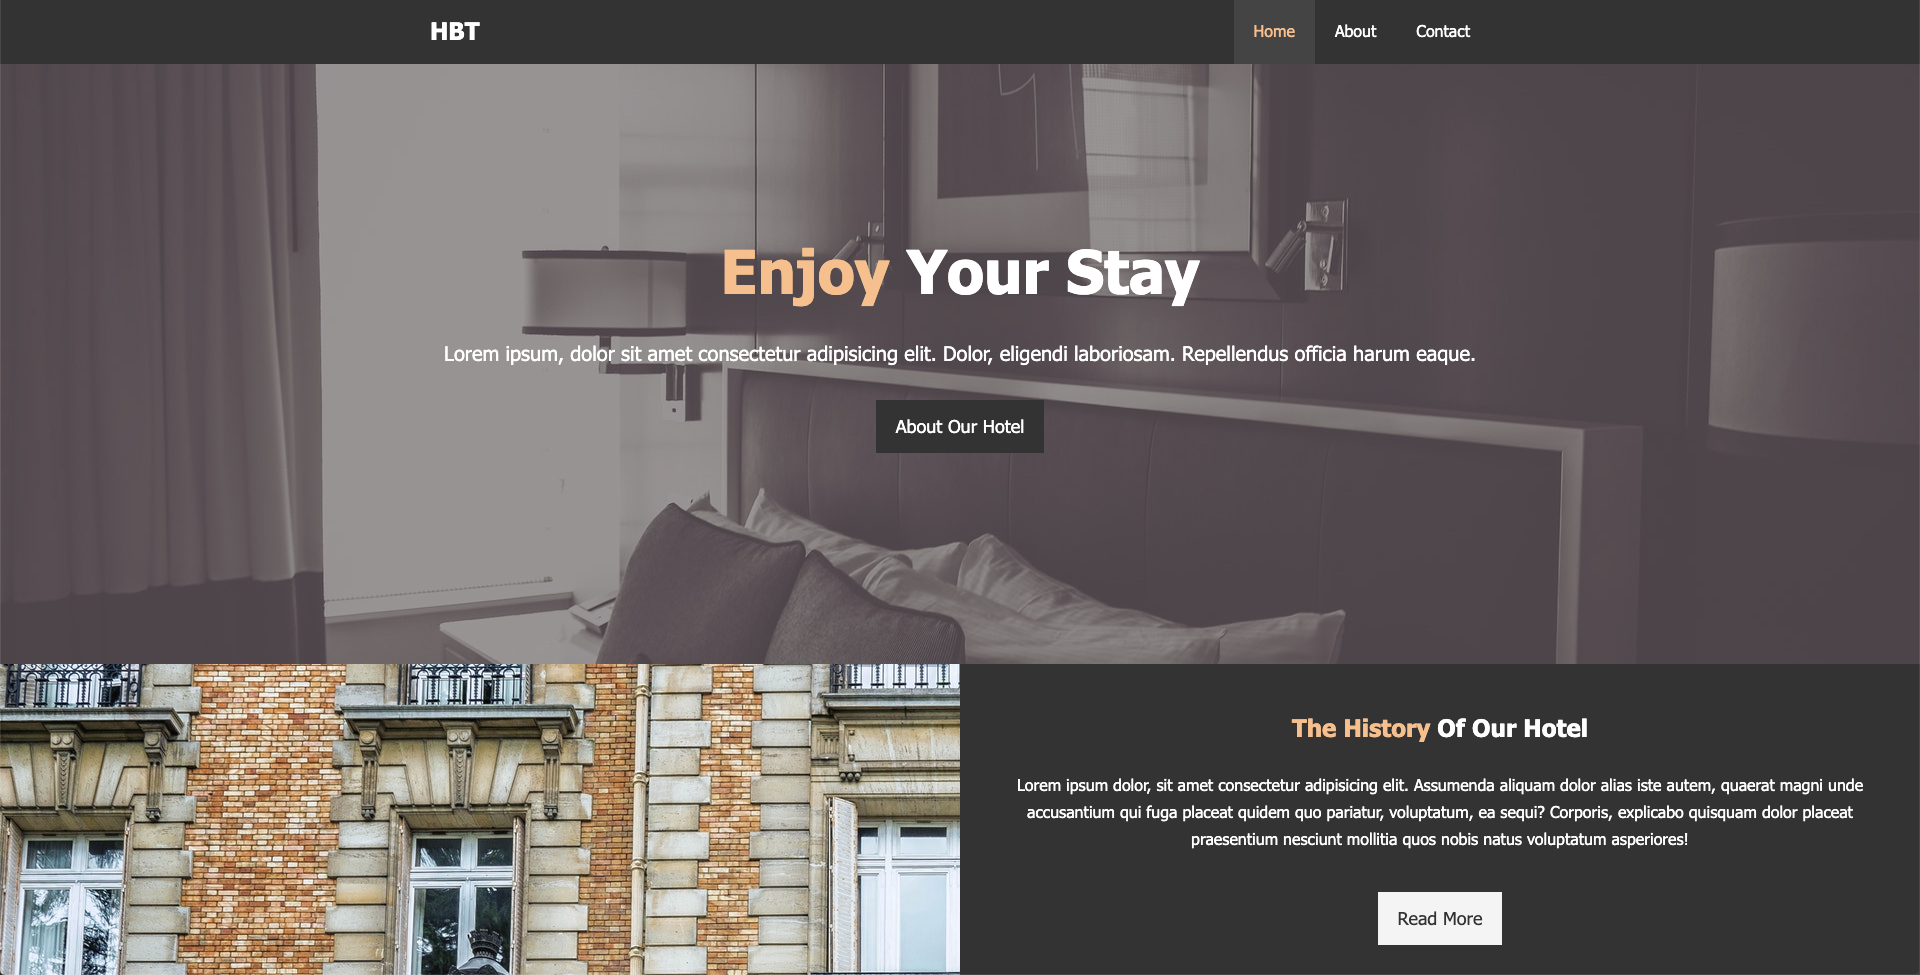 HBT
Home
About
Contact
Enjoy Your Stay
Lorem ipsum, dolor sit amet consectetur adipisicing elit. Dolor, eligendi laboriosam. Repellendus officia harum eaque.
About Our Hotel
The History Of Our Hotel
Lorem ipsum dolor, sit amet consectetur adipisicing elit. Assumenda aliquam dolor alias iste autem, quaerat magni unde
accusantium qui fuga placeat quidem quo pariatur, voluptatum, ea sequi? Corporis, explicabo quisquam dolor placeat
praesentium nesciunt mollitia quos nobis natus voluptatum asperiores!
Read More